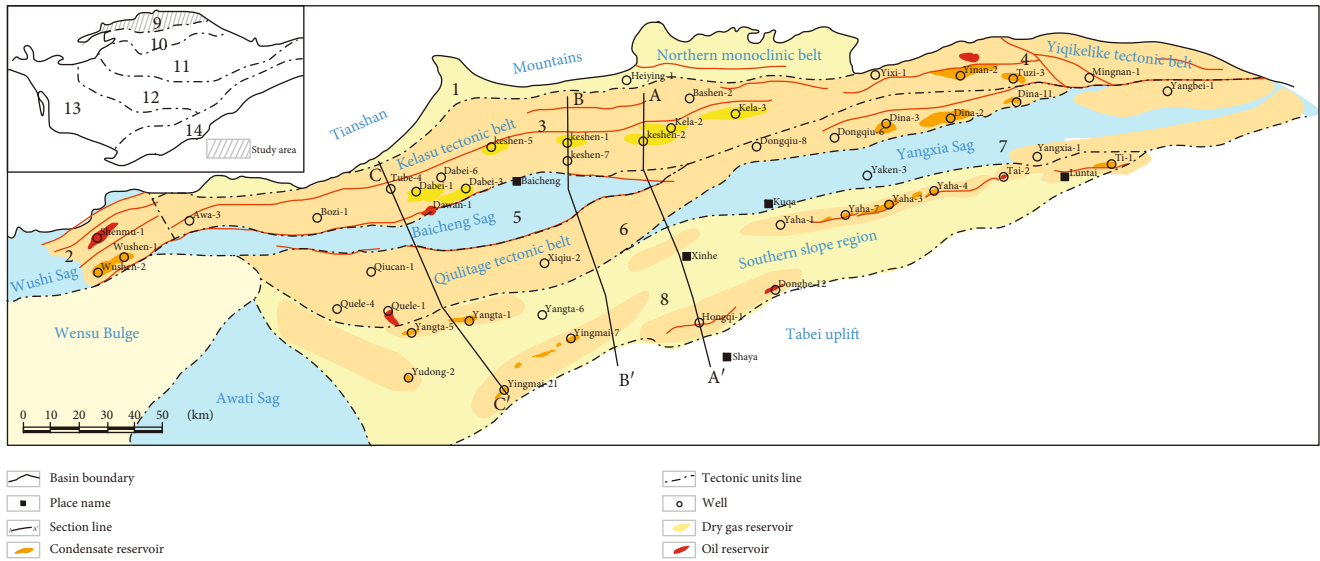 9
10
11
12
13
14
Study area
Mountains
Northern monoclinic belt
Tianshan
1
Heiying-1
Yixi-1
Yinan-2
4
Yiqikelike tectonic belt
Tuzi-3
Mingnan-1
Yangbei-1
B
A
Bashen-2
Kela-3
Dina-11
Kelasu tectonic belt
3
Kela-2
Dina-3
Dina-2
keshen-5
keshen-1
keshen-2
Dongqiu-8
Dongqiu-6
keshen-7
Yangxia Sag
7
Yangxia-1
Ti-1
C
Tube-4
Dabei-6
Dabei-1
Dabei-3
Baicheng
Yaken-3
Tai-2
Luntai
Dawan-1
Kuqa
Yaha-4
Yaha-3
Yaha-7
Yaha-1
Awa-3
Bozi-1
Baicheng Sag
5
6
Shenmu-1
Wushen-1
2
Wushen-2
Wushi Sag
Qiucan-1
Qiulitage tectonic belt
Xiqiu-2
Xinhe
Southern slope region
Quele-4
Quele-1
Yangta-5
Yangta-1
Yangta-6
Yingmai-7
8
Donghe-12
Hongqi-1
Wensu Bulge
Tabei uplift
Shaya
Yudong-2
Yingmai-21
B′
A′
C′
Awati Sag
0 10 20 30 40 50 (km)
Basin boundary
Place name
A A′ Section line
Condensate reservoir
Tectonic units line
Well
Dry gas reservoir
Oil reservoir